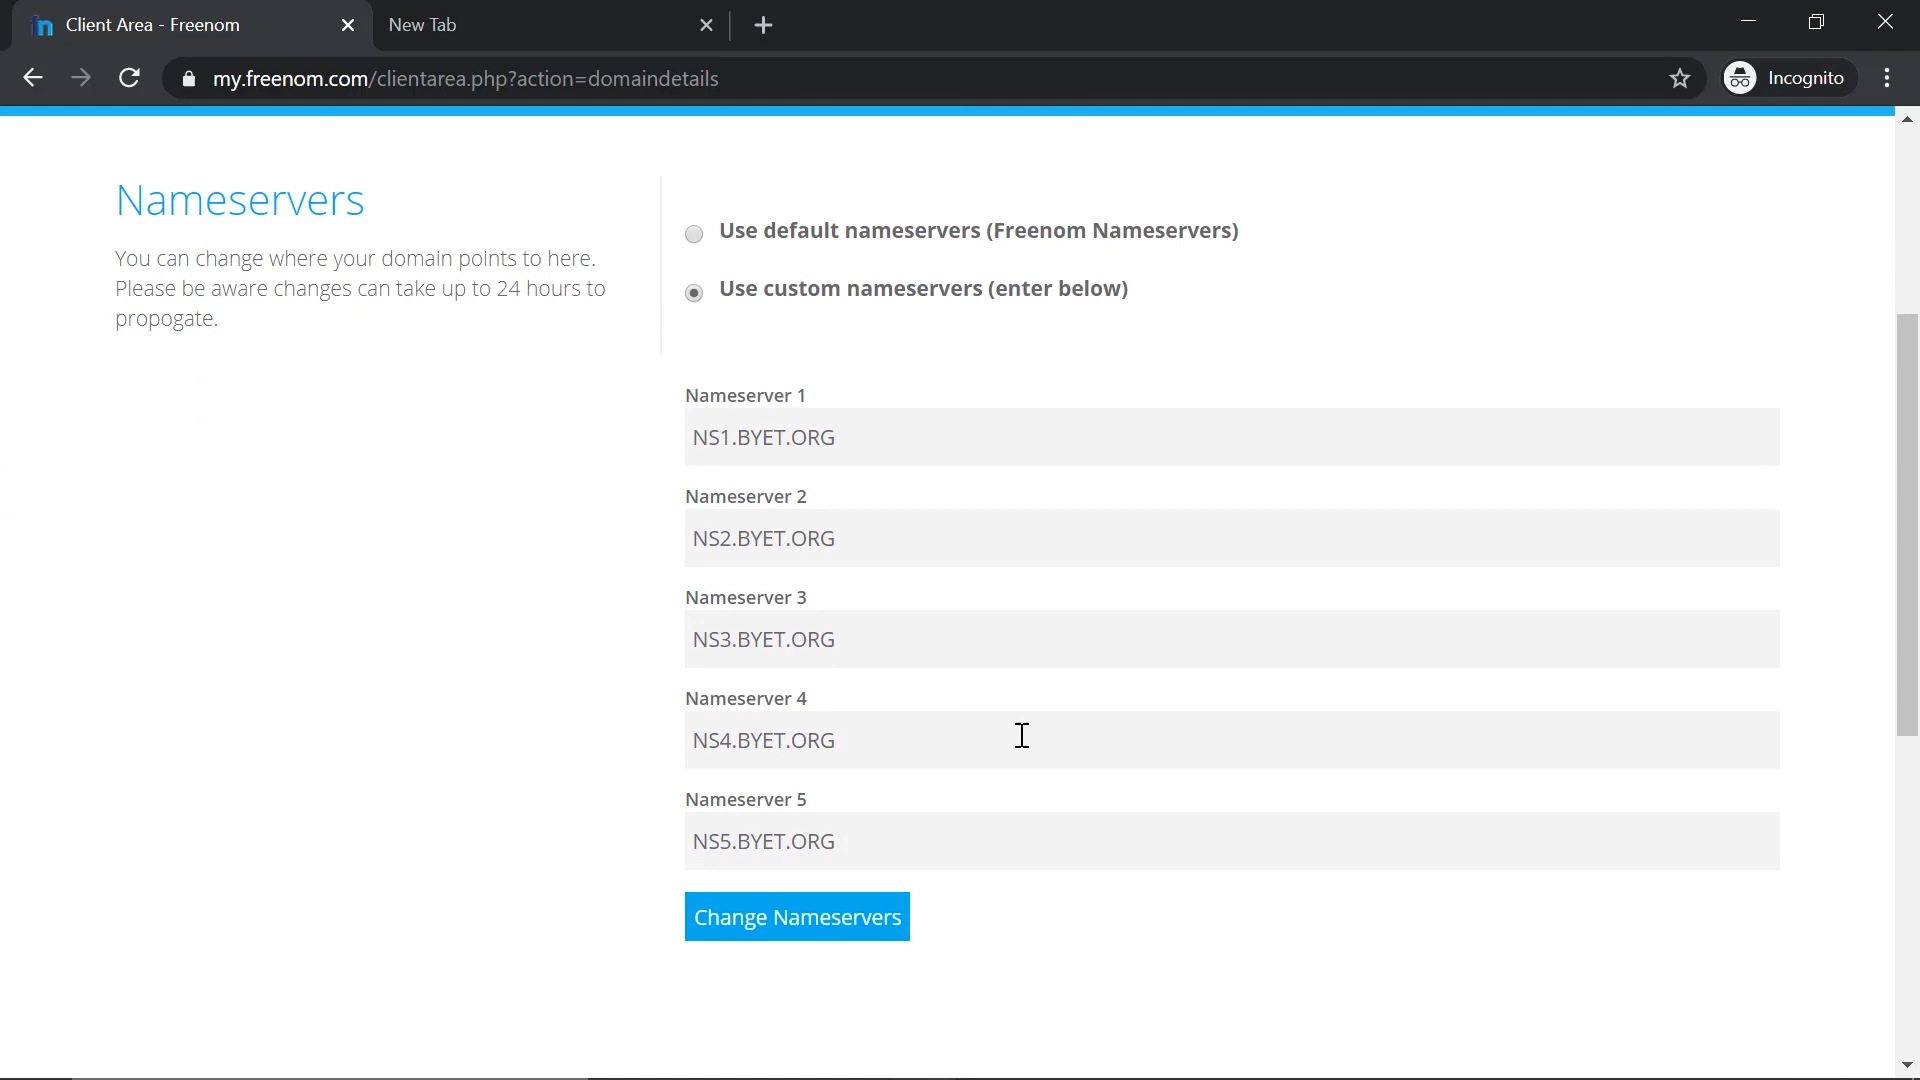 Client Area - Freenom
New Tab
my.freenom.com/clientarea.php?action=domaindetails
Incognito
Nameservers
You can change where your domain points to here.
Please be aware changes can take up to 24 hours to
propogate.
Use default nameservers (Freenom Nameservers)
Use custom nameservers (enter below)
Nameserver 1
NS1.BYET.ORG
Nameserver 2
NS2.BYET.ORG
Nameserver 3
NS3.BYET.ORG
Nameserver 4
NS4.BYET.ORG
Nameserver 5
NS5.BYET.ORG
Change Nameservers